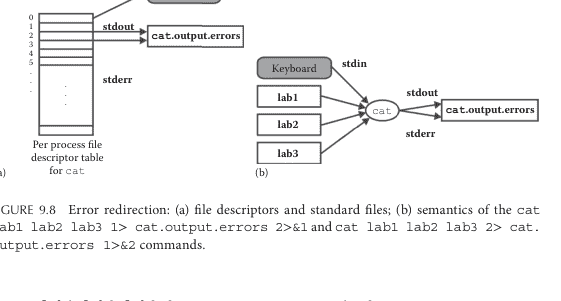 0
1
2
3
4
5
.
.
.
stdout
cat.output.errors
stderr
.
.
.
Per process file
descriptor table
for cat
a)
Keyboard
stdin
lab1
lab2
lab3
cat
stdout
cat.output.errors
stderr
(b)
GURE 9.8 Error redirection: (a) file descriptors and standard files; (b) semantics of the cat
ab1 lab2 lab3 1> cat.output.errors 2>&1 and cat lab1 lab2 lab3 2> cat.
utput.errors 1>&2 commands.